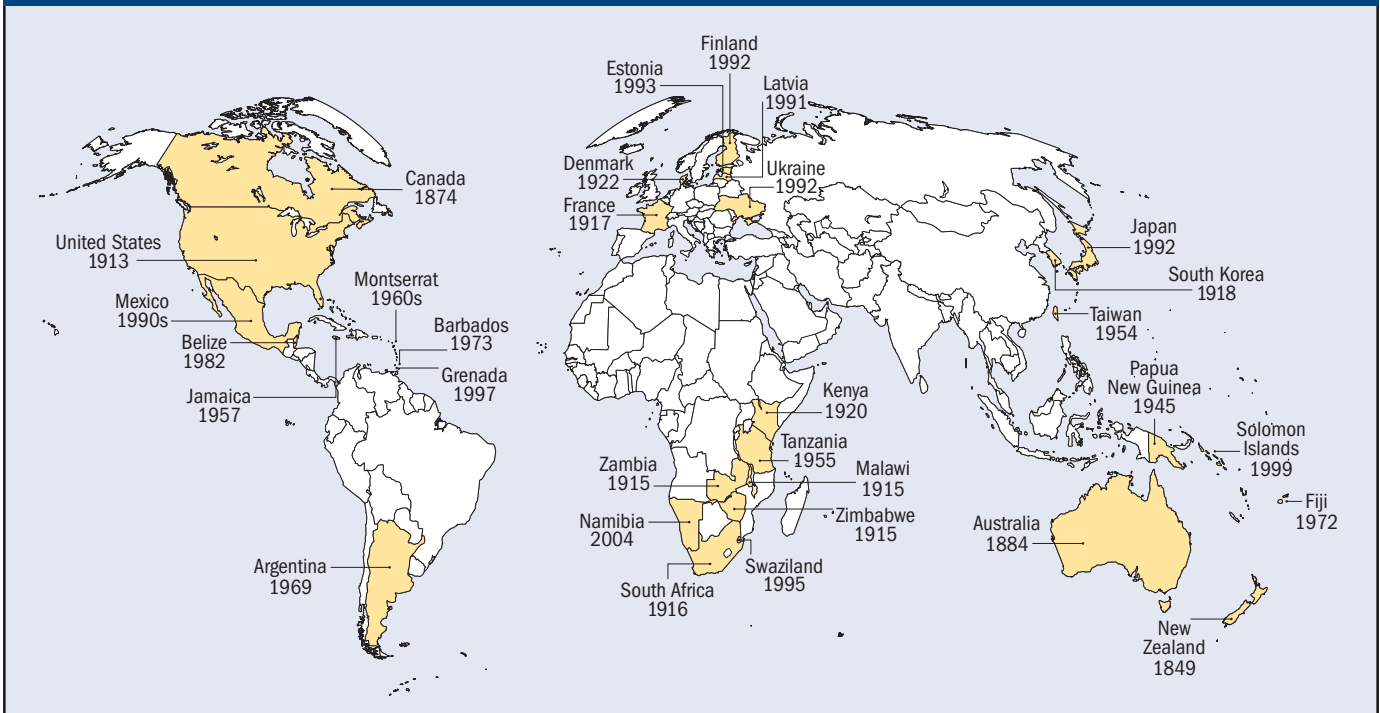 Finland
1992
Estonia
1993
Latvia
1991
Denmark
1922
Ukraine
1992
France
1917
Canada
1874
United States
1913
Mexico
1990s
Belize
1982
Jamaica
1957
Montserrat
1960s
Barbados
1973
Grenada
1997
Argentina
1969
Japan
1992
South Korea
1918
Taiwan
1954
Papua
New Guinea
1945
Solomon
Islands
1999
Fiji
1972
Kenya
1920
Tanzania
1955
Zambia
1915
Malawi
1915
Namibia
2004
Zimbabwe
1915
South Africa
1916
Swaziland
1995
Australia
1884
New
Zealand
1849